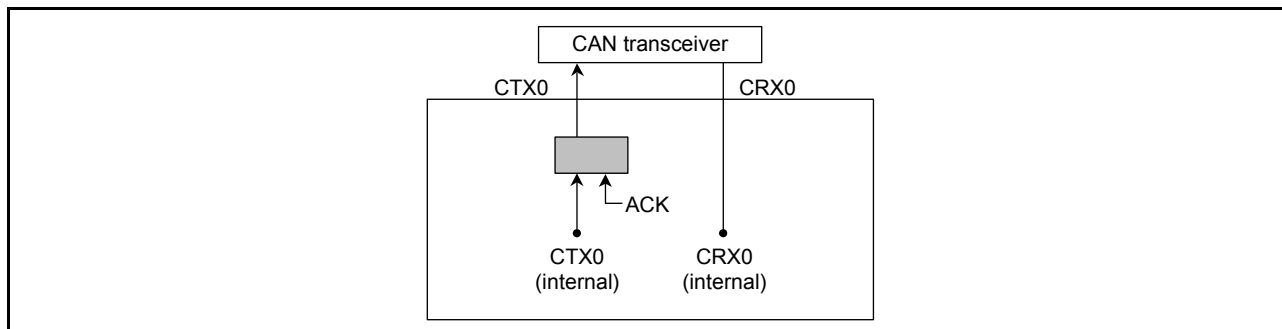 CAN transceiver
CTX0
CRX0
ACK
CTX0
(internal)
CRX0
(internal)